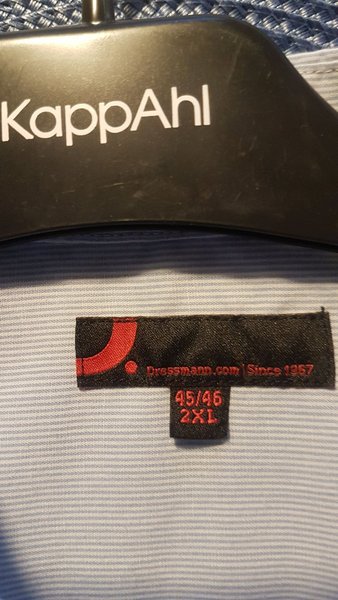 KappAhl
Dressmann.com | Since 1967
45/46
2XL